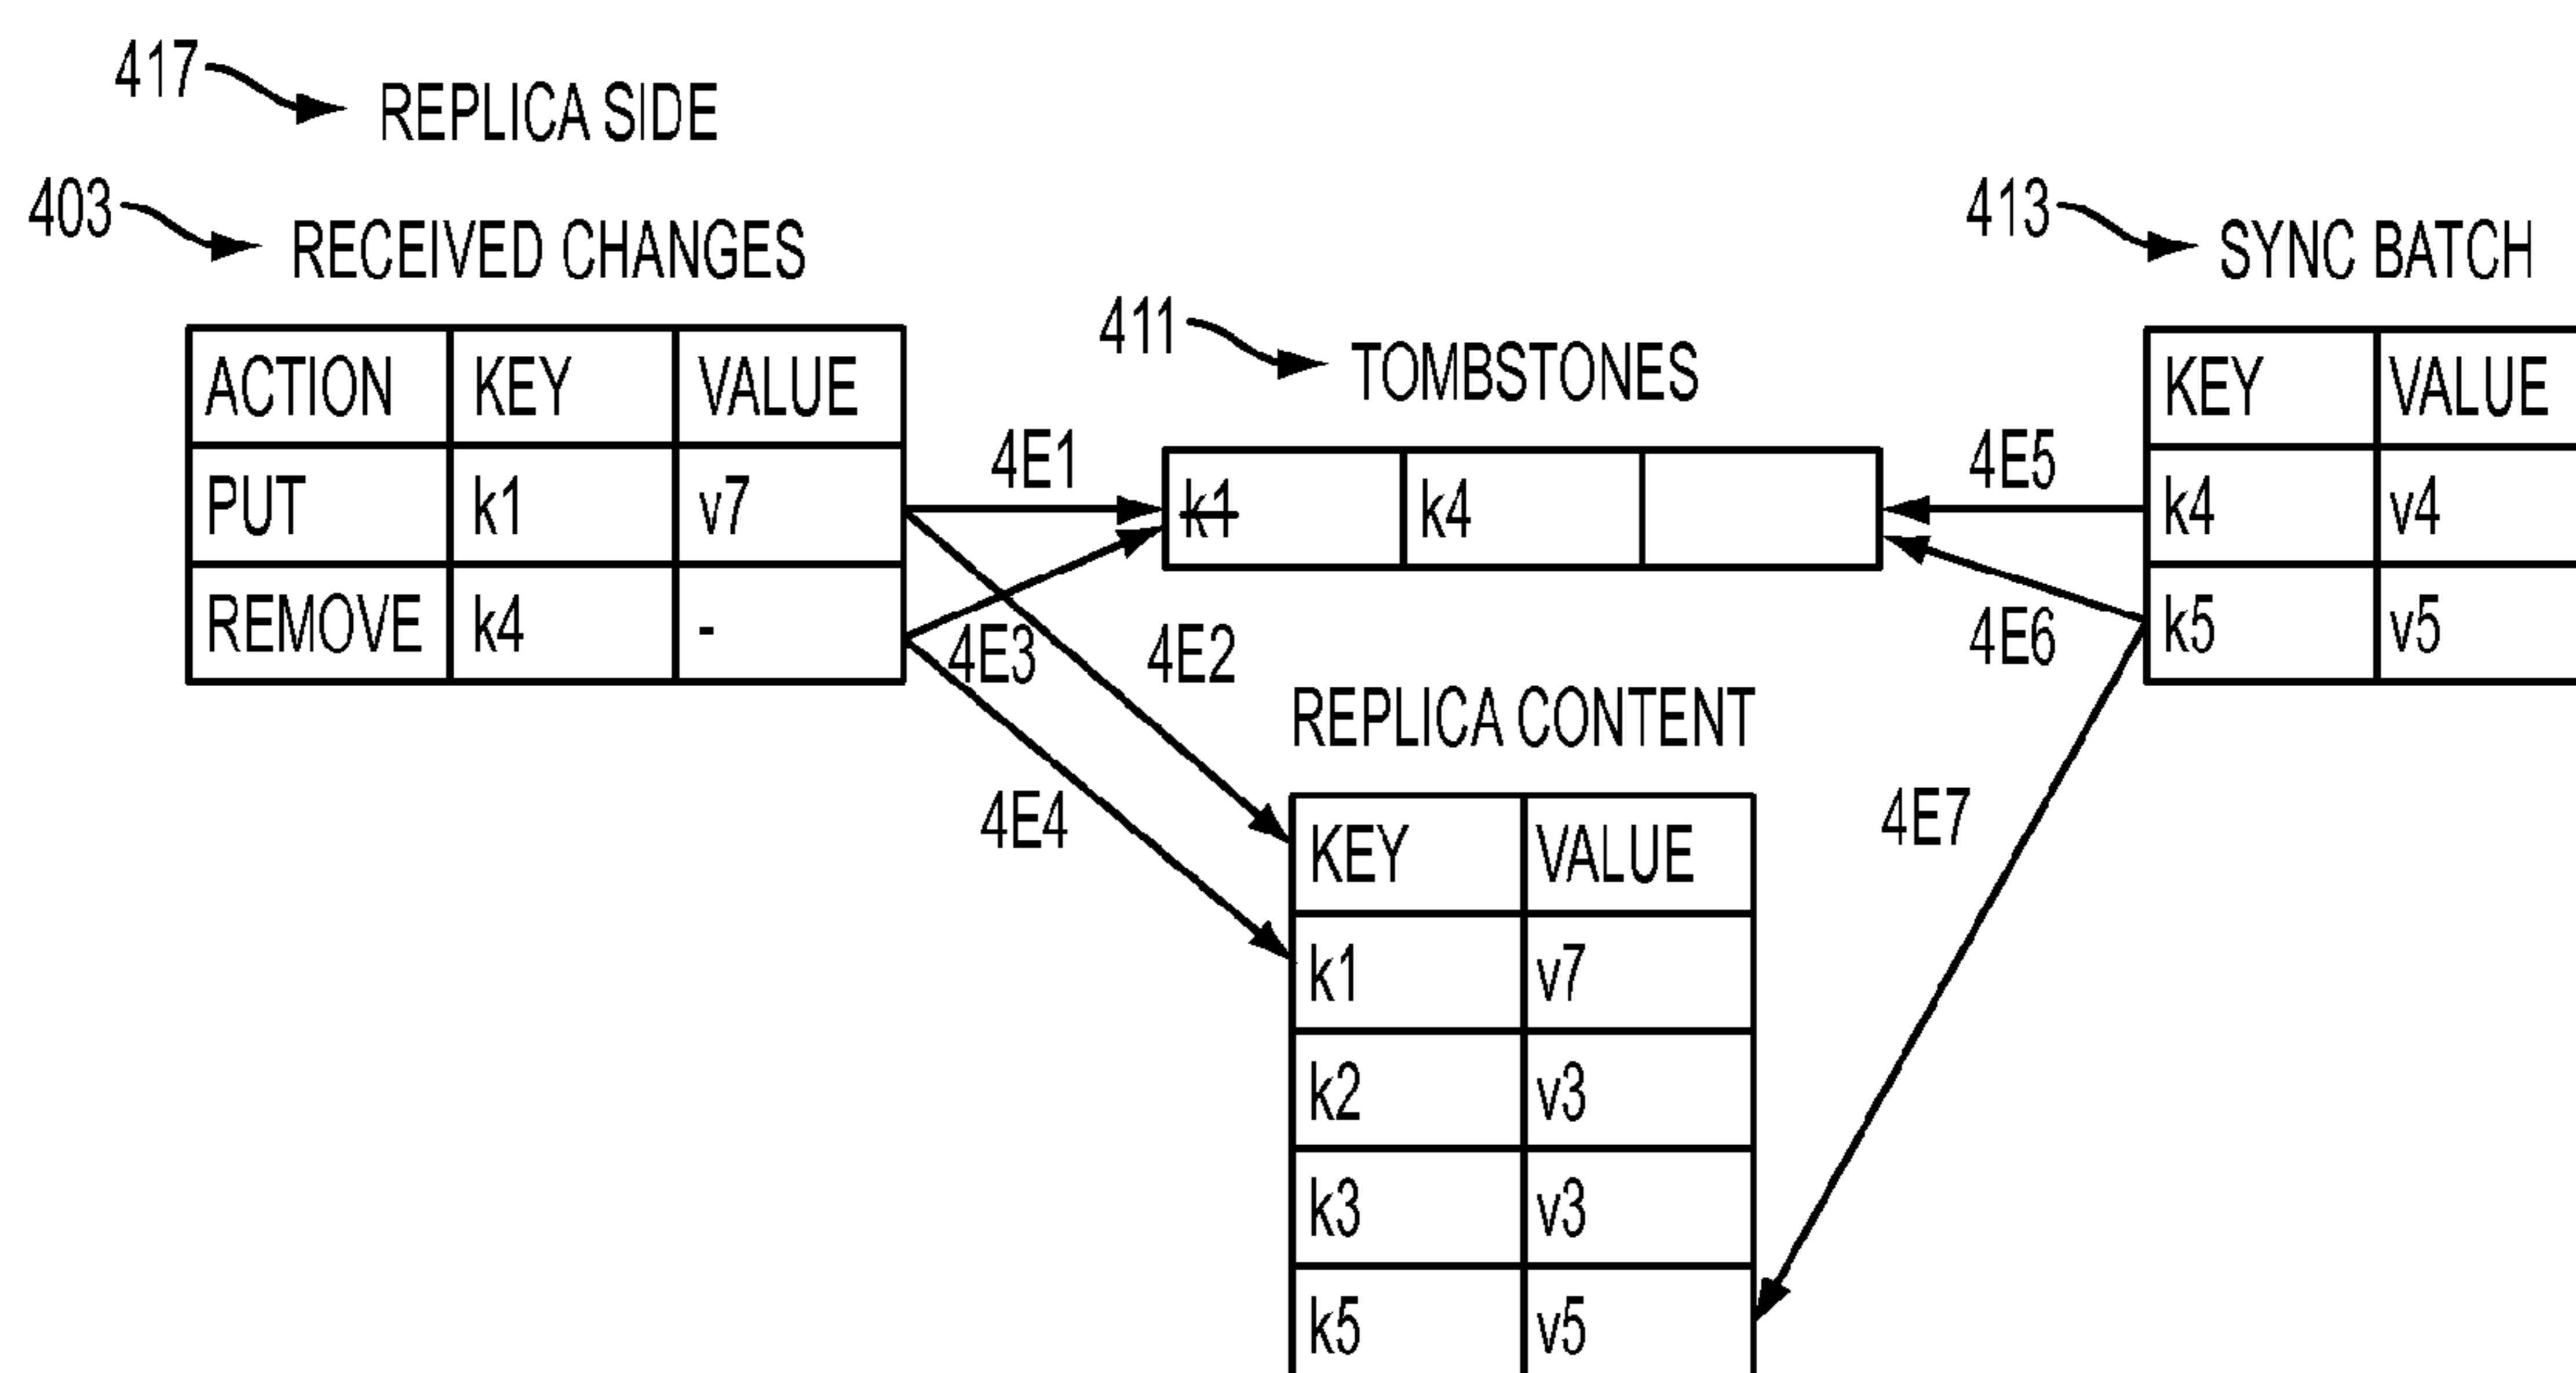 417 REPLICA SIDE
403 RECEIVED CHANGES
413 SYNC BATCH
411 TOMBSTONES
ACTION KEY VALUE
PUT k1 v7
REMOVE k4 -
4E1
k1 k4
4E5
KEY VALUE
k4 v4
k5 v5
4E3
4E2
4E6
REPLICA CONTENT
4E4
4E7
KEY VALUE
k1 v7
k2 v3
k3 v3
k5 v5